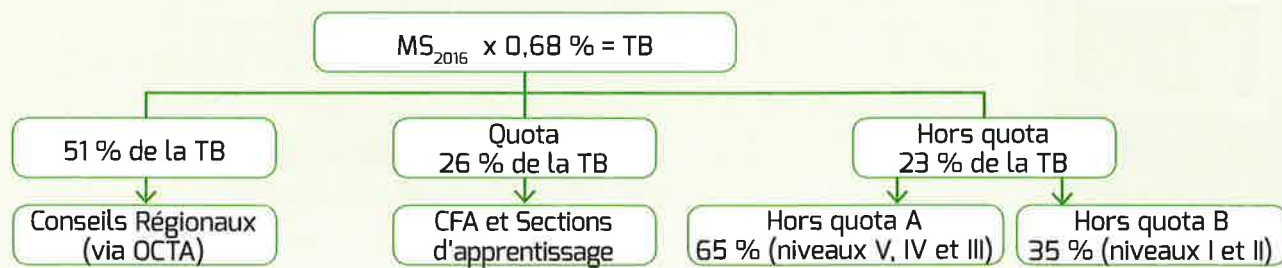 MS2016 x 0,68 % = TB
51 % de la TB
Quota
26 % de la TB
Hors quota
23 % de la TB
Conseils Régionaux
(via OCTA)
CFA et Sections
d'apprentissage
Hors quota A
65 % (niveaux V, IV et III)
Hors quota B
35 % (niveaux I et II)